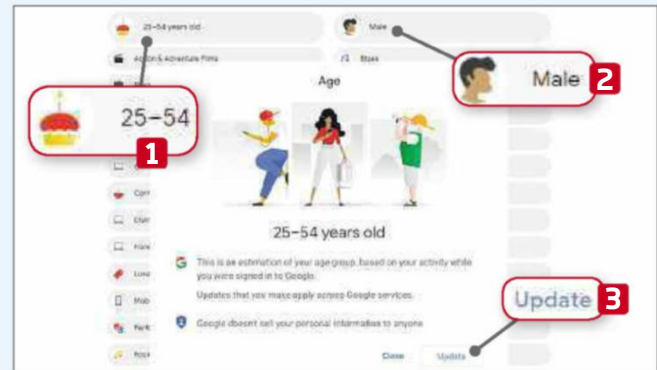 25–54 years old
Male
Action & Adventure Films
Blues
Age
25–54
1
Male 2
25–54 years old
This is an estimation of your age group, based on your activity while
you were signed in to Google.
Updates that you make apply across Google services.
Google doesn't sell your personal information to anyone
Update 3
Close
Update